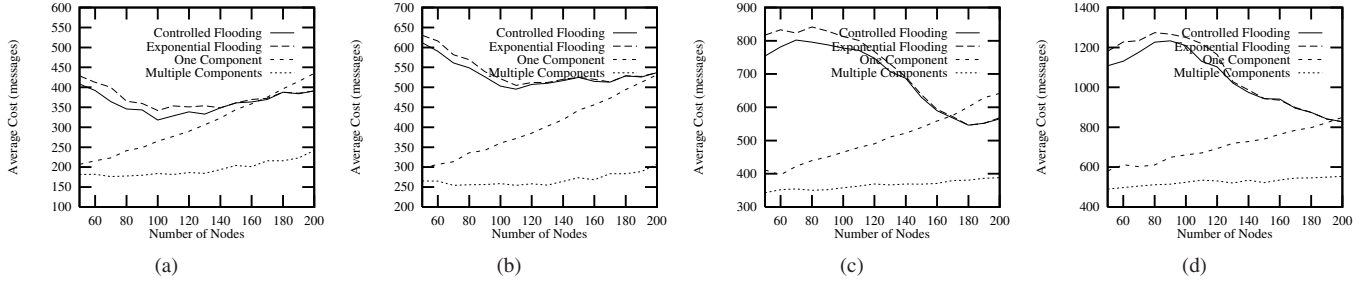 Average Cost (messages)
600
550
500
450
400
350
300
250
200
150
100
Controlled Flooding
Exponential Flooding
One Component
Multiple Components
60 80 100 120 140 160 180 200
Number of Nodes
(a)
Average Cost (messages)
700
650
600
550
500
450
400
350
300
250
200
Controlled Flooding
Exponential Flooding
One Component
Multiple Components
60 80 100 120 140 160 180 200
Number of Nodes
(b)
Average Cost (messages)
900
800
700
600
500
400
300
Controlled Flooding
Exponential Flooding
One Component
Multiple Components
60 80 100 120 140 160 180 200
Number of Nodes
(c)
Average Cost (messages)
1400
1200
1000
800
600
400
Controlled Flooding
Exponential Flooding
One Component
Multiple Components
60 80 100 120 140 160 180 200
Number of Nodes
(d)